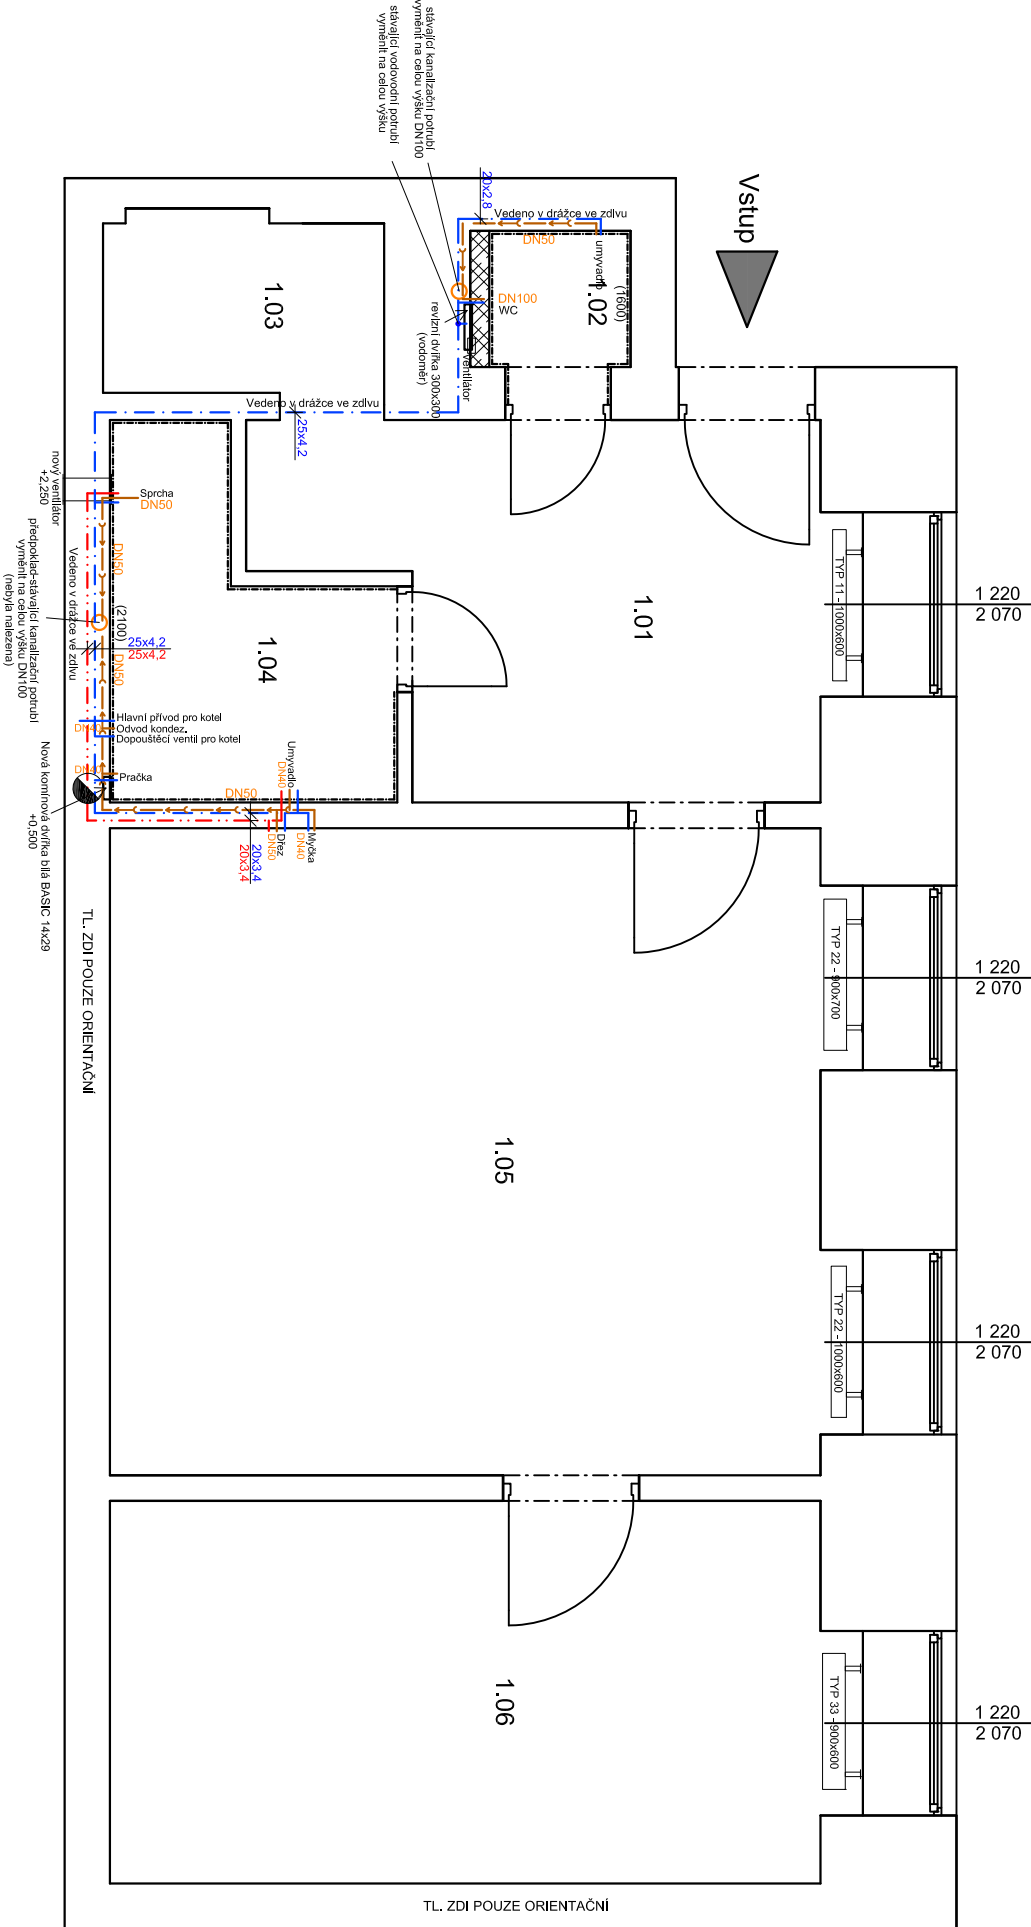 stávající kanalizační potrubí
vyměnit na celou výšku DN100
stávající vodovodní potrubí
vyměnit na celou výšku
Vstup
20x2,8
Vedeno v drážce ve zdivu
DN50
umyvadlo
(1600)
1.02
DN100
WC
ventilátor
revizní dvířka 300x300
(vodoměr)
1.03
Vedeno v drážce ve zdivu
25x4,2
Sprcha
DN50
nový ventilátor
+2,250
DN50
předpoklad-stávající kanalizační potrubí
vyměnit na celou výšku DN100
(nebyla nalezena)
Vedeno v drážce ve zdivu
(2100)
25x4,2
25x4,2
DN50
1.04
1.01
Hlavní přívod pro kotel
DN40
Odvod kondez.
Dopouštěcí ventil pro kotel
DN40
Pračka
Nová komínová dvířka bílá BASIC 14x29
+0,500
DN50
Umyvadlo
DN40
Myčka
DN40
Dřez
DN50
20x3,4
20x3,4
TYP 11 - 1000x600
1 220
2 070
TYP 22 - 900x700
1 220
2 070
TL. ZDI POUZE ORIENTAČNÍ
1.05
TYP 22 - 1000x600
1 220
2 070
1.06
TYP 33 - 900x600
1 220
2 070
TL. ZDI POUZE ORIENTAČNÍ